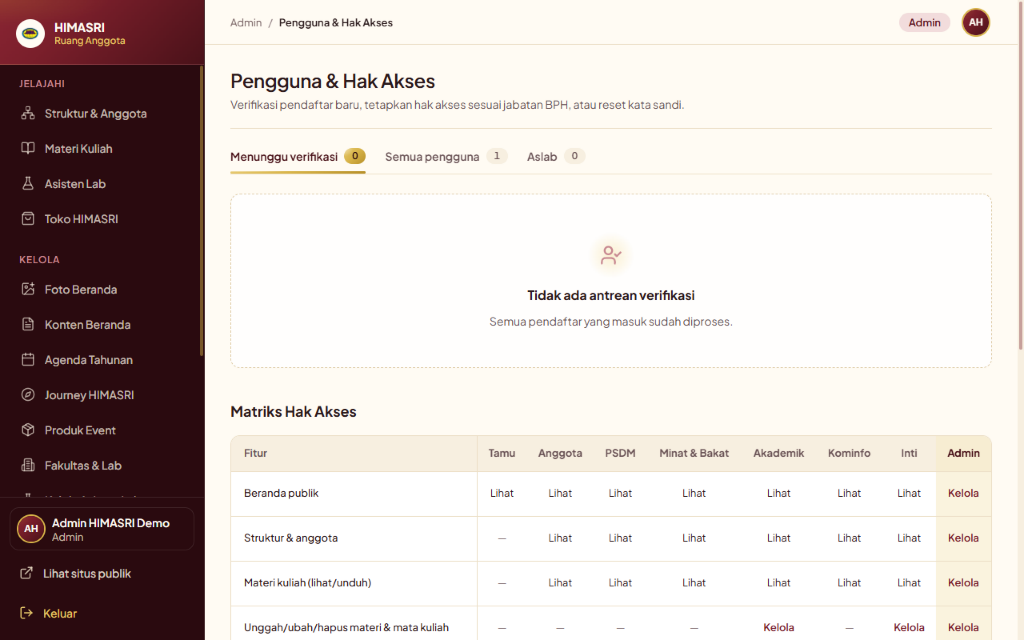 HIMASRI
Ruang Anggota
JELAJAHI
Struktur & Anggota
Materi Kuliah
Asisten Lab
Toko HIMASRI
KELOLA
Foto Beranda
Konten Beranda
Agenda Tahunan
Journey HIMASRI
Produk Event
Fakultas & Lab
AH
Admin HIMASRI Demo
Admin
Lihat situs publik
Keluar
Admin / Pengguna & Hak Akses
Admin AH
Pengguna & Hak Akses
Verifikasi pendaftar baru, tetapkan hak akses sesuai jabatan BPH, atau reset kata sandi.
Menunggu verifikasi 0 Semua pengguna 1 Aslab 0
Tidak ada antrean verifikasi
Semua pendaftar yang masuk sudah diproses.
Matriks Hak Akses
Fitur Tamu Anggota PSDM Minat & Bakat Akademik Kominfo Inti Admin
Beranda publik Lihat Lihat Lihat Lihat Lihat Lihat Lihat Kelola
Struktur & anggota — Lihat Lihat Lihat Lihat Lihat Lihat Kelola
Materi kuliah (lihat/unduh) — Lihat Lihat Lihat Lihat Lihat Lihat Kelola
Unggah/ubah/hapus materi & mata kuliah — — — — Kelola — Kelola Kelola